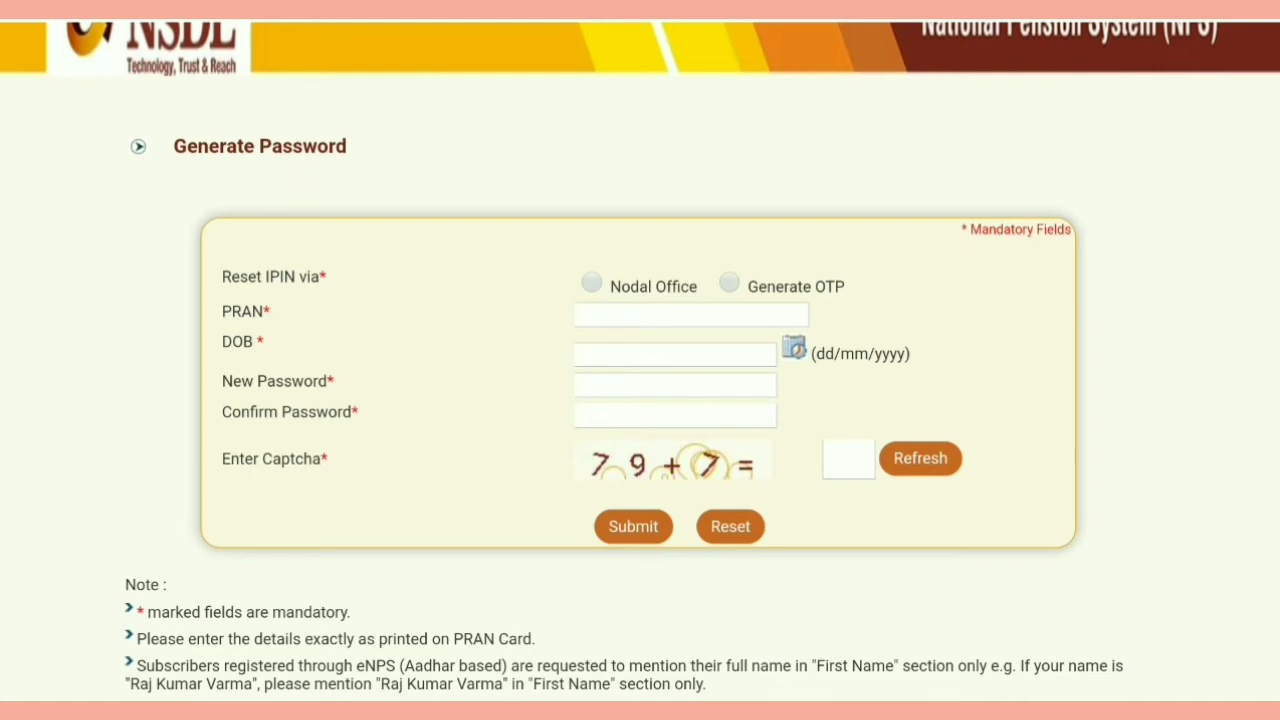 NSDL
National Pension System (NPS)
Technology, Trust & Reach
Generate Password
* Mandatory Fields
Reset IPIN via*
Nodal Office
Generate OTP
PRAN*
DOB *
(dd/mm/yyyy)
New Password*
Confirm Password*
Enter Captcha*
79+7=
Refresh
Submit
Reset
Note :
* marked fields are mandatory.
Please enter the details exactly as printed on PRAN Card.
Subscribers registered through eNPS (Aadhar based) are requested to mention their full name in "First Name" section only e.g. If your name is
"Raj Kumar Varma", please mention "Raj Kumar Varma" in "First Name" section only.